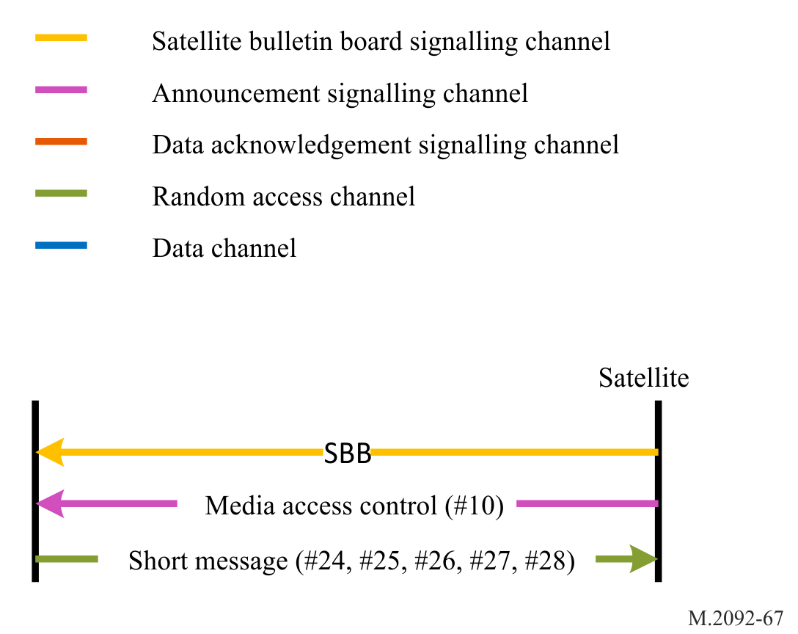 Satellite bulletin board signalling channel
Announcement signalling channel
Data acknowledgement signalling channel
Random access channel
Data channel
Satellite
SBB
Media access control (#10)
Short message (#24, #25, #26, #27, #28)
M.2092-67